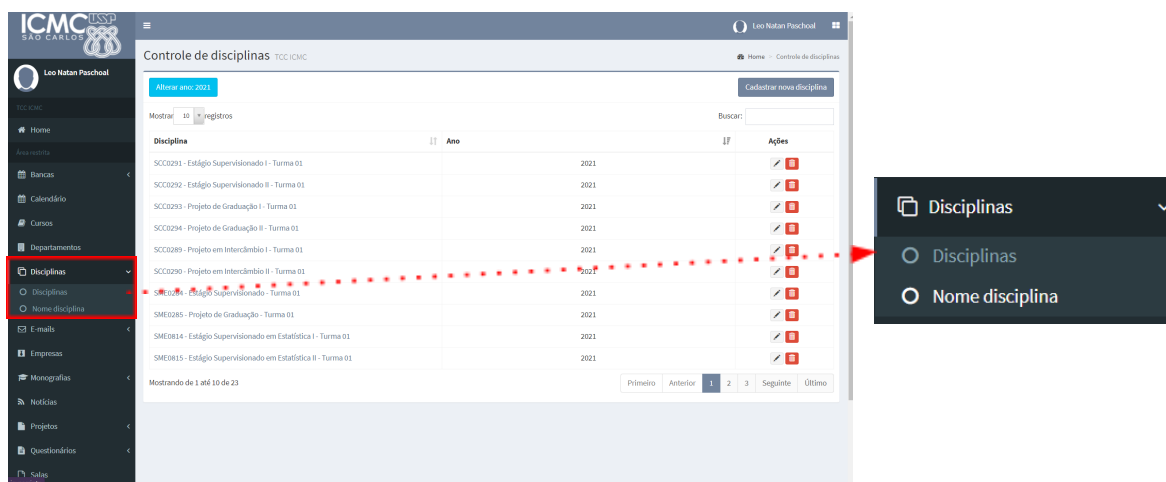 ICMC USP
SÃO CARLOS
Leo Natan Paschoal
TCC ICMC
Home
Área restrita
Bancas
Calendário
Cursos
Departamentos
Disciplinas
Disciplinas
Nome disciplina
E-mails
Empresas
Monografias
Notícias
Projetos
Questionários
Salas
Leo Natan Paschoal
Controle de disciplinas TCC ICMC
Home > Controle de disciplinas
Alterar ano: 2021
Cadastrar nova disciplina
Mostrar 10 registros
Buscar:
Disciplina Ano Ações
SCC0291 - Estágio Supervisionado I - Turma 01 2021
SCC0292 - Estágio Supervisionado II - Turma 01 2021
SCC0293 - Projeto de Graduação I - Turma 01 2021
SCC0294 - Projeto de Graduação II - Turma 01 2021
SCC0289 - Projeto em Intercâmbio I - Turma 01 2021
SCC0290 - Projeto em Intercâmbio II - Turma 01 2021
SME0284 - Estágio Supervisionado - Turma 01 2021
SME0285 - Projeto de Graduação - Turma 01 2021
SME0814 - Estágio Supervisionado em Estatística I - Turma 01 2021
SME0815 - Estágio Supervisionado em Estatística II - Turma 01 2021
Mostrando de 1 até 10 de 23
Primeiro Anterior 1 2 3 Seguinte Último
Disciplinas
Disciplinas
Nome disciplina